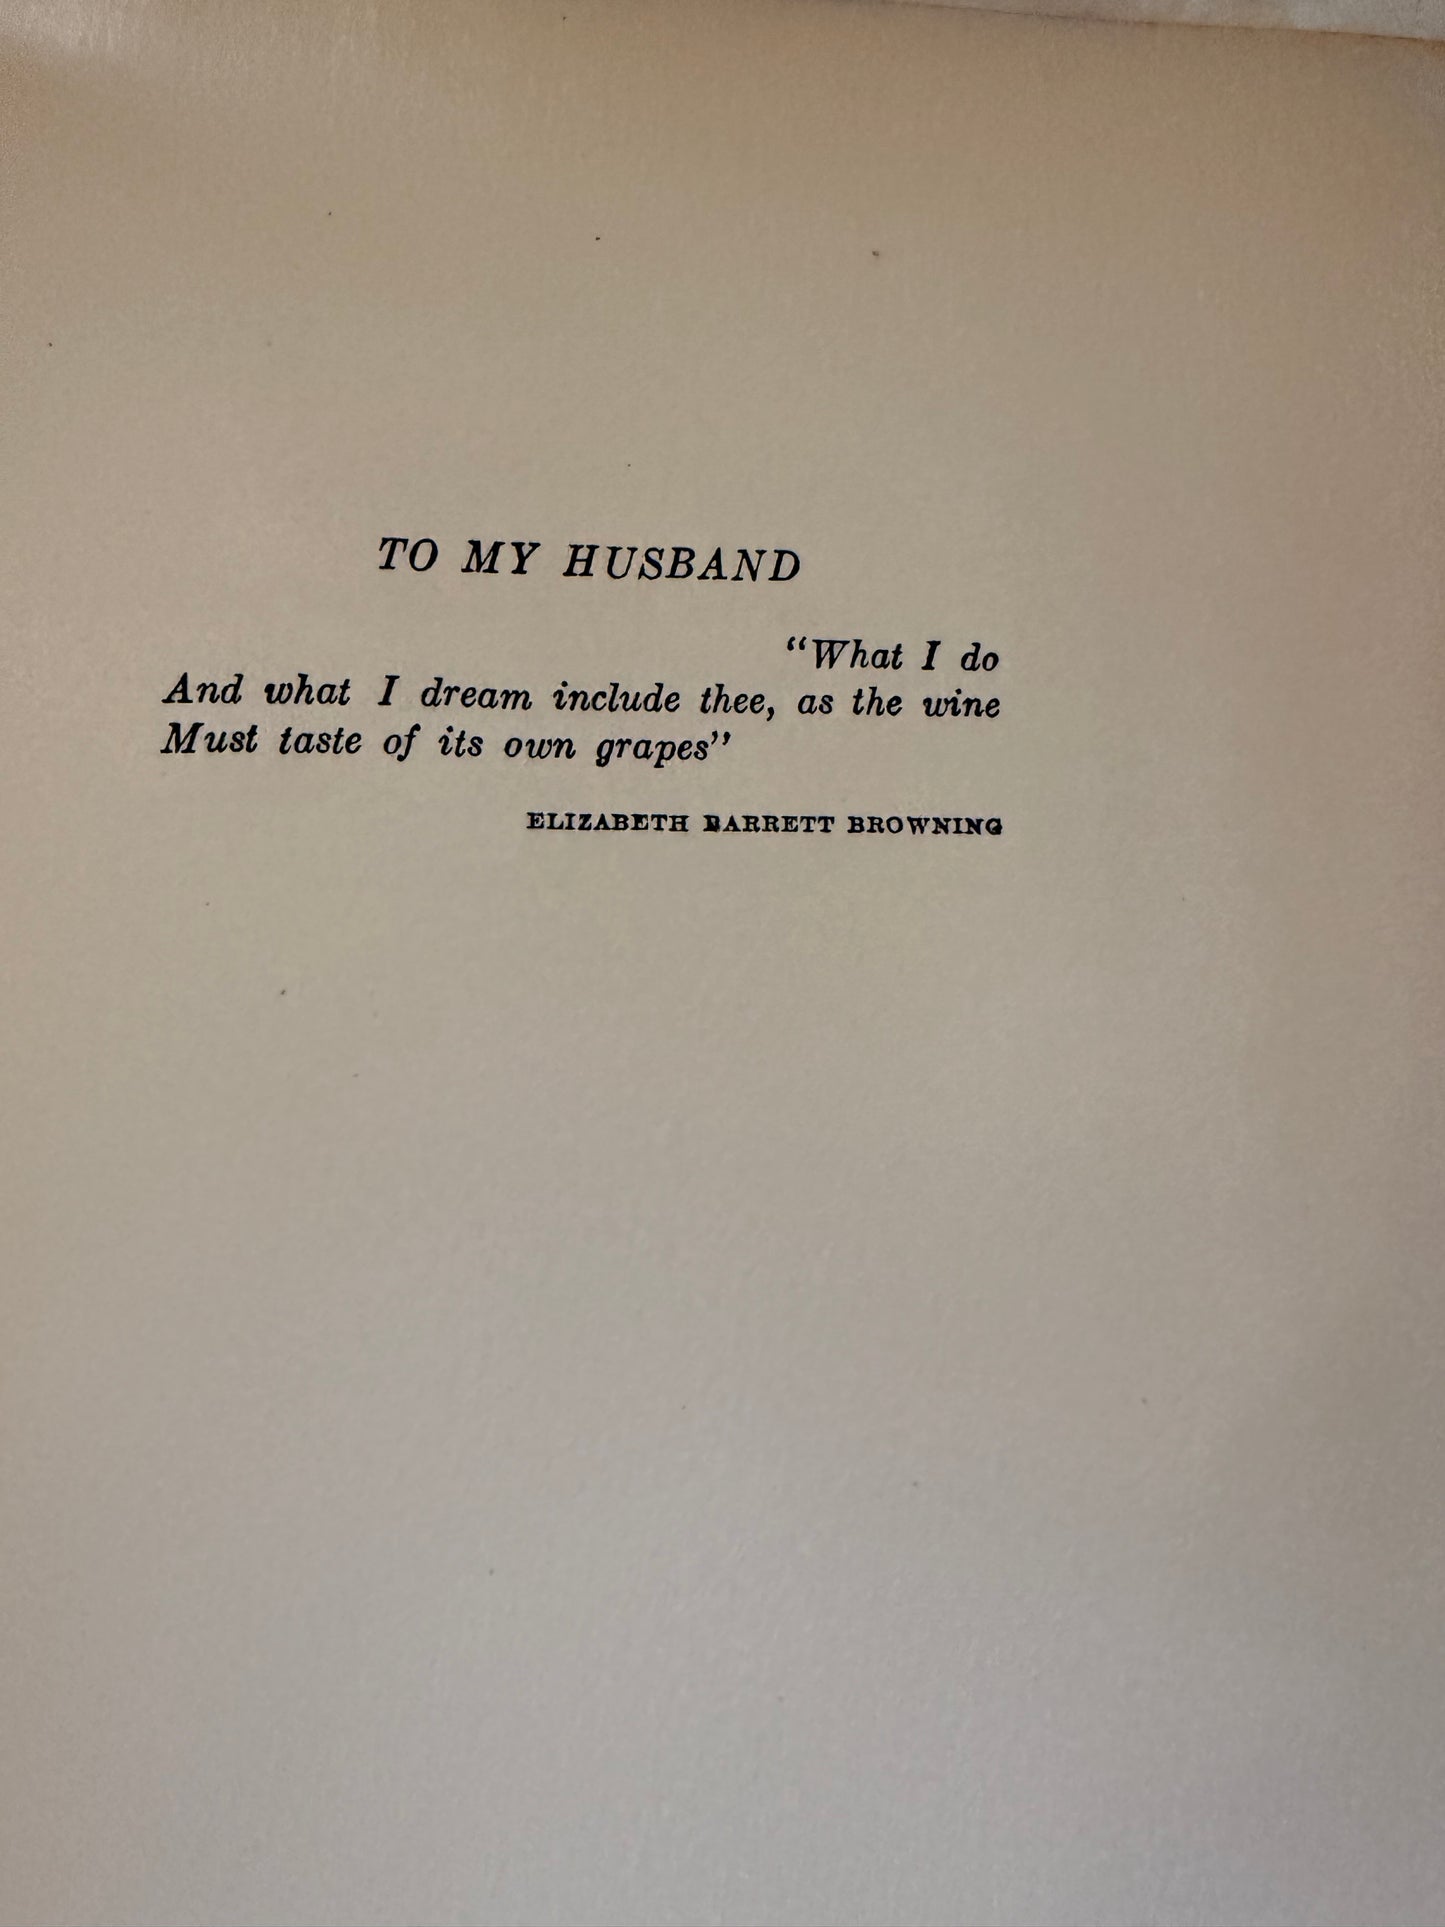 TO MY HUSBAND
“What I do
And what I dream include thee, as the wine
Must taste of its own grapes”
ELIZABETH BARRETT BROWNING